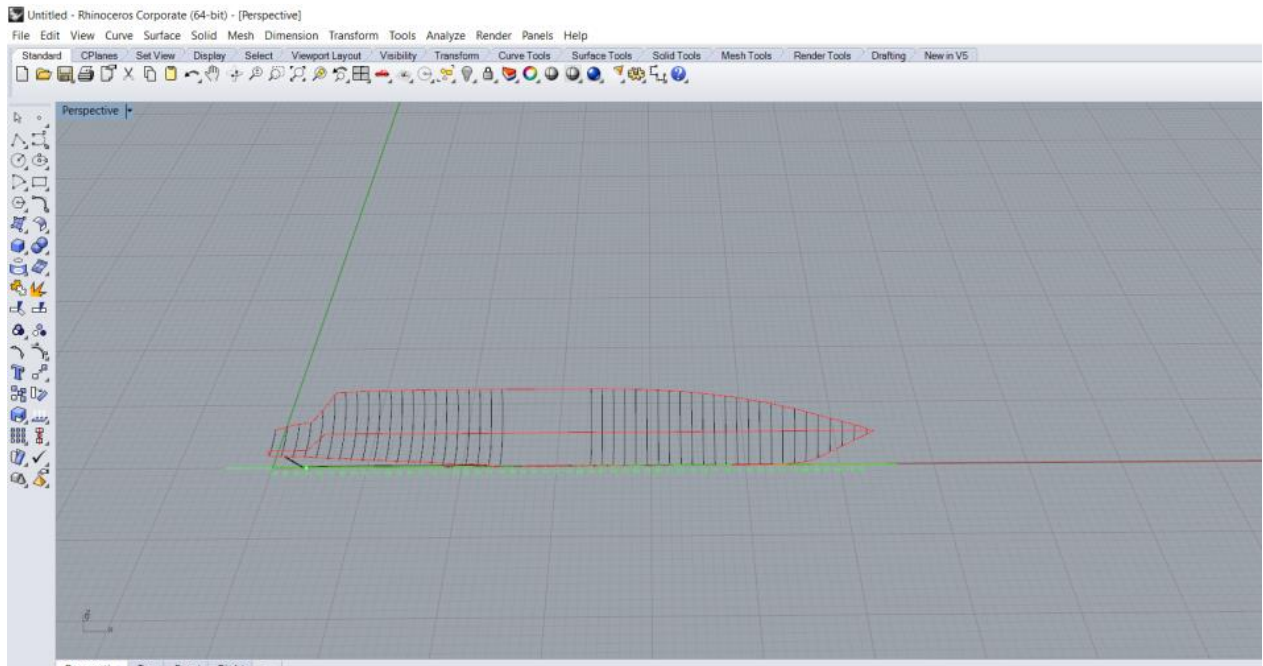 Untitled - Rhinoceros Corporate (64-bit) - [Perspective]
File Edit View Curve Surface Solid Mesh Dimension Transform Tools Analyze Render Panels Help
Standard CPlanes Set View Display Select Viewport Layout Visibility Transform Curve Tools Surface Tools Solid Tools Mesh Tools Render Tools Drafting New in V5
Perspective